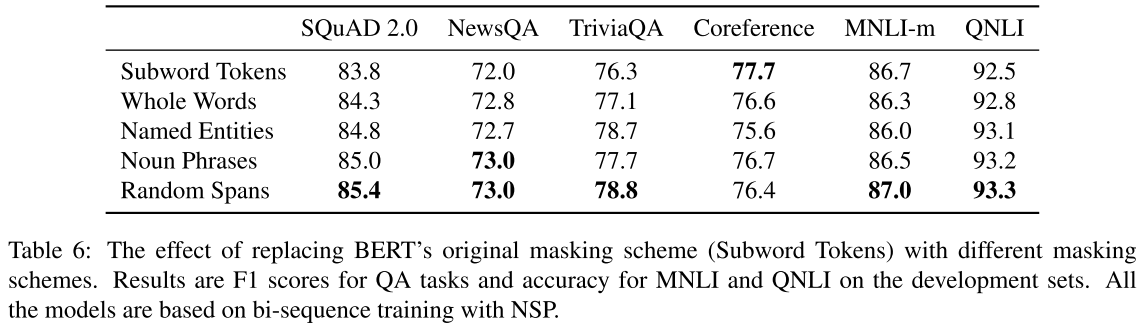 SQuAD 2.0 NewsQA TriviaQA Coreference MNLI-m QNLI
Subword Tokens 83.8 72.0 76.3 77.7 86.7 92.5
Whole Words 84.3 72.8 77.1 76.6 86.3 92.8
Named Entities 84.8 72.7 78.7 75.6 86.0 93.1
Noun Phrases 85.0 73.0 77.7 76.7 86.5 93.2
Random Spans 85.4 73.0 78.8 76.4 87.0 93.3
Table 6: The effect of replacing BERT's original masking scheme (Subword Tokens) with different masking
schemes. Results are F1 scores for QA tasks and accuracy for MNLI and QNLI on the development sets. All
the models are based on bi-sequence training with NSP.